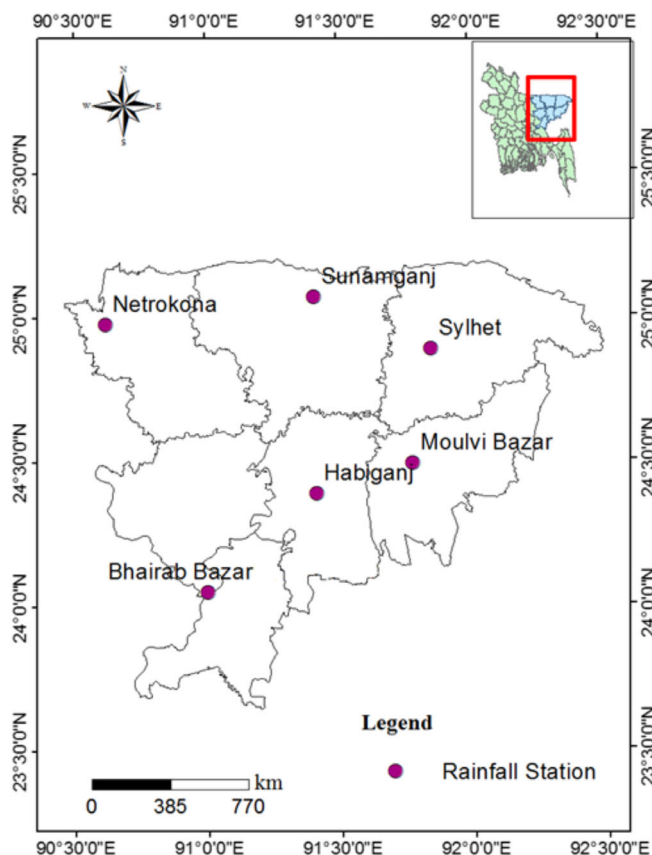 90°30'0"E 91°0'0"E 91°30'0"E 92°0'0"E 92°30'0"E
N
W E
S
25°30'0"N
25°30'0"N
Sunamganj
Netrokona
25°0'0"N
25°0'0"N
Sylhet
Moulvi Bazar
24°30'0"N
24°30'0"N
Habiganj
Bhairab Bazar
24°0'0"N
24°0'0"N
Legend
23°30'0"N
23°30'0"N
Rainfall Station
km
0 385 770
90°30'0"E 91°0'0"E 91°30'0"E 92°0'0"E 92°30'0"E